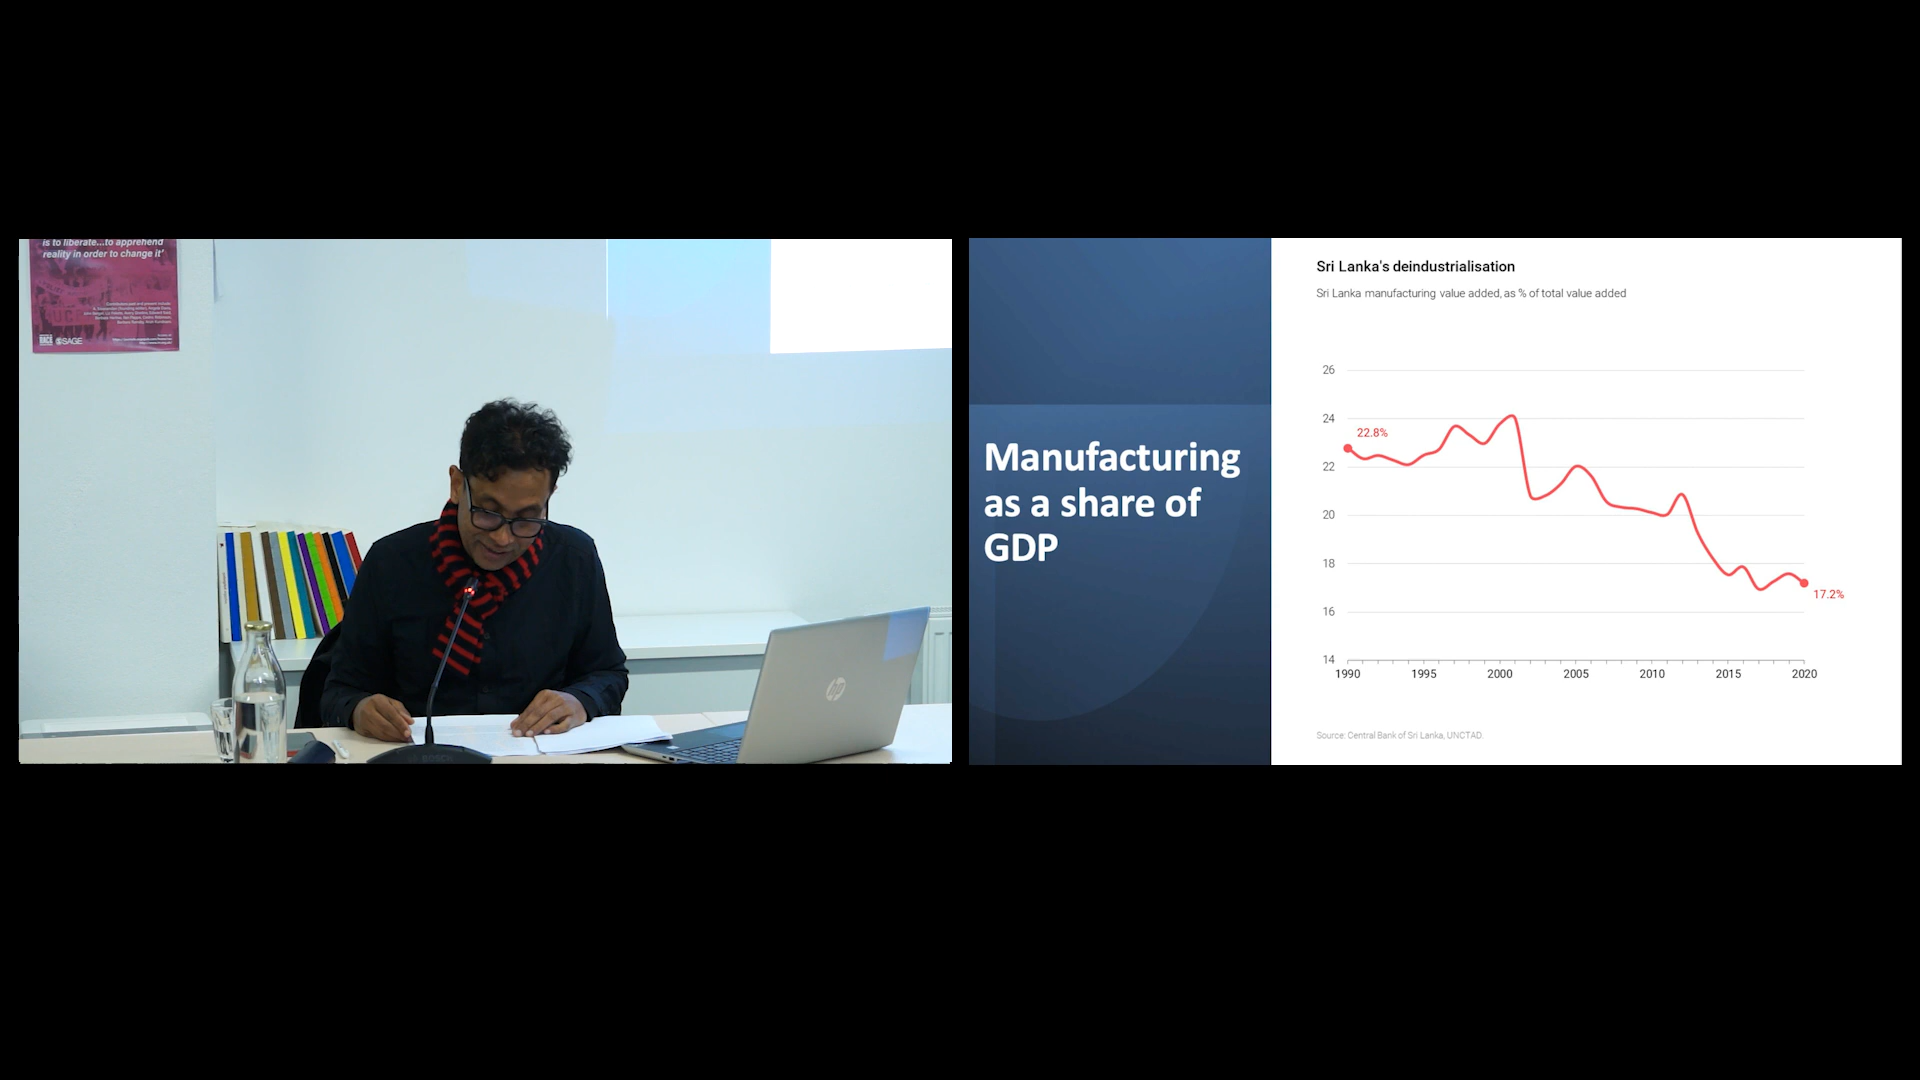 is to liberate...to apprehend
reality in order to change it'
SAGE
hp
BOSCH
Manufacturing
as a share of
GDP
Sri Lanka's deindustrialisation
Sri Lanka manufacturing value added, as % of total value added
26
24
22
20
18
16
14
22.8%
17.2%
1990 1995 2000 2005 2010 2015 2020
Source: Central Bank of Sri Lanka, UNCTAD.